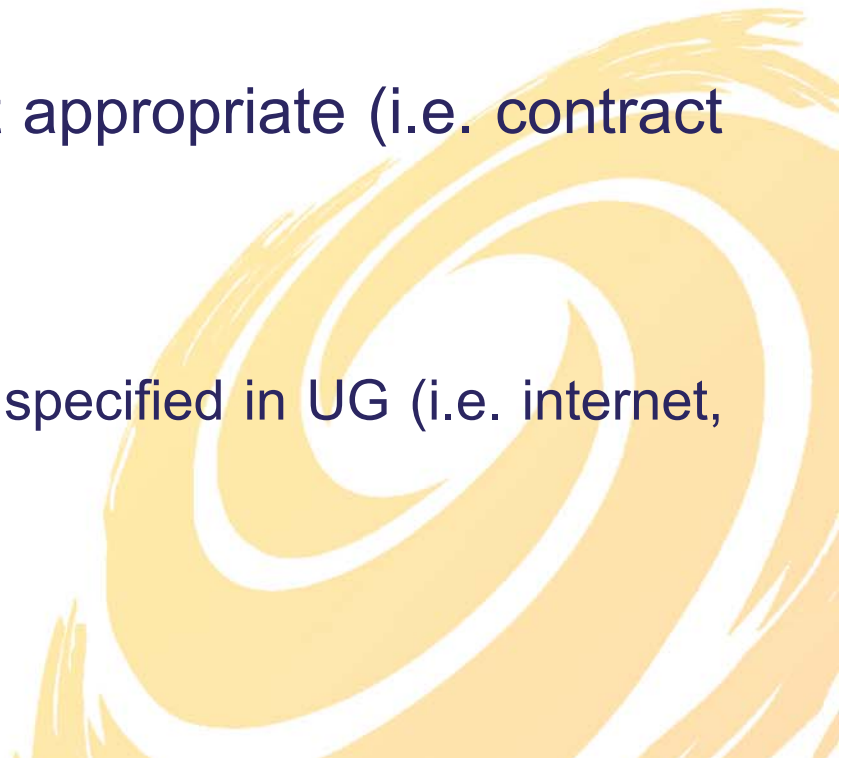 appropriate (i.e. contract
specified in UG (i.e. internet,